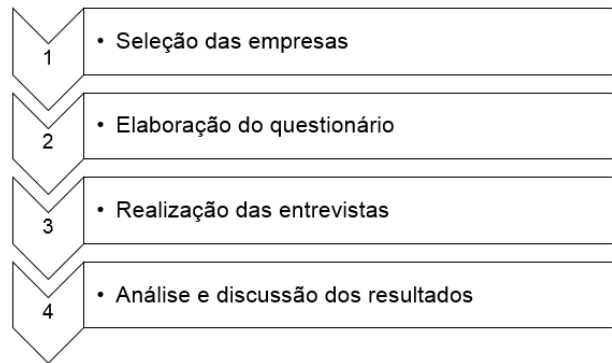 1
• Seleção das empresas
2
• Elaboração do questionário
3
• Realização das entrevistas
4
• Análise e discussão dos resultados